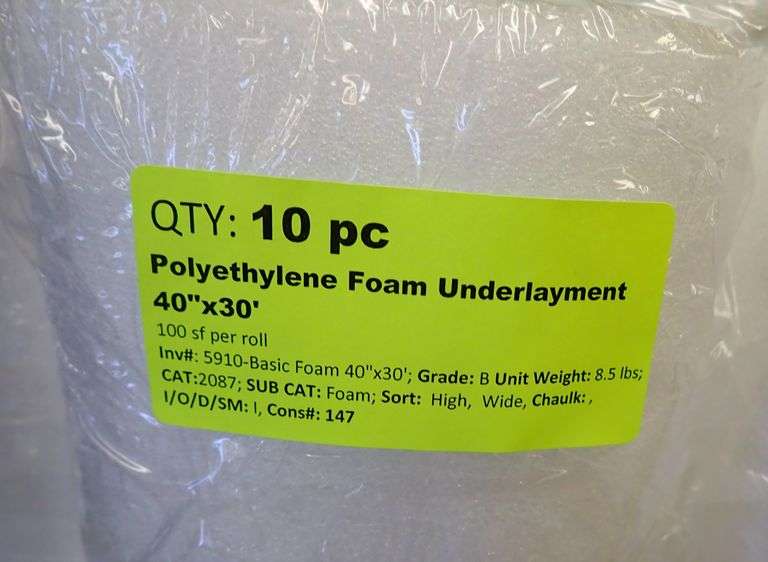 QTY: 10 pc
Polyethylene Foam Underlayment
40"x30'
100 sf per roll
Inv#: 5910-Basic Foam 40"x30'; Grade: B Unit Weight: 8.5 lbs;
CAT:2087; SUB CAT: Foam; Sort: High, Wide, Chaulk: ,
I/O/D/SM: I, Cons#: 147